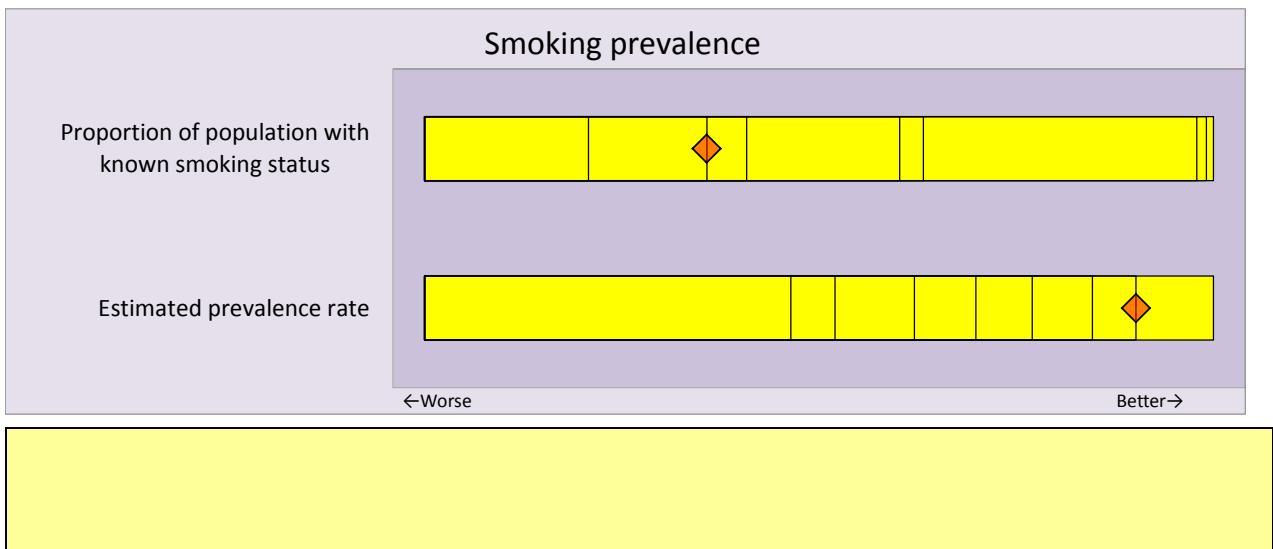 Smoking prevalence
Proportion of population with
known smoking status
Estimated prevalence rate
←Worse
Better→